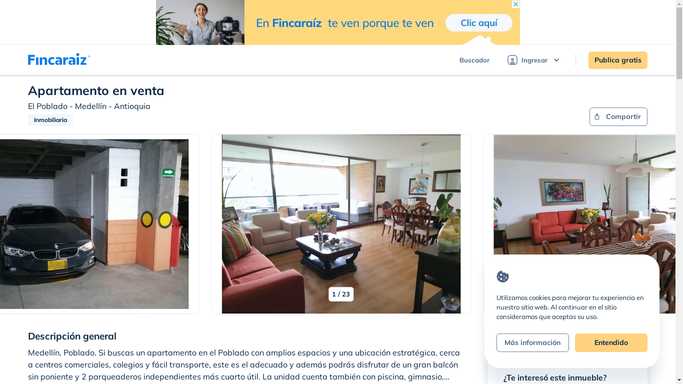 En Fincaraíz te ven porque te ven
Clic aquí
Fincaraíz
Buscador
Ingresar
Publica gratis
Apartamento en venta
El Poblado - Medellín - Antioquia
Inmobiliaria
Compartir
1 / 23
Utilizamos cookies para mejorar tu experiencia en
nuestro sitio web. Al continuar en el sitio
consideramos que aceptas su uso.
Más información
Entendido
Descripción general
Medellín, Poblado. Si buscas un apartamento en el Poblado con amplios espacios y una ubicación estratégica, cerca
a centros comerciales, colegios y fácil transporte, este es el adecuado y además podrás disfrutar de un gran balcón
sin poniente y 2 parqueaderos independientes más cuarto útil. La unidad cuenta también con piscina, gimnasio,...
¿Te interesó este inmueble?